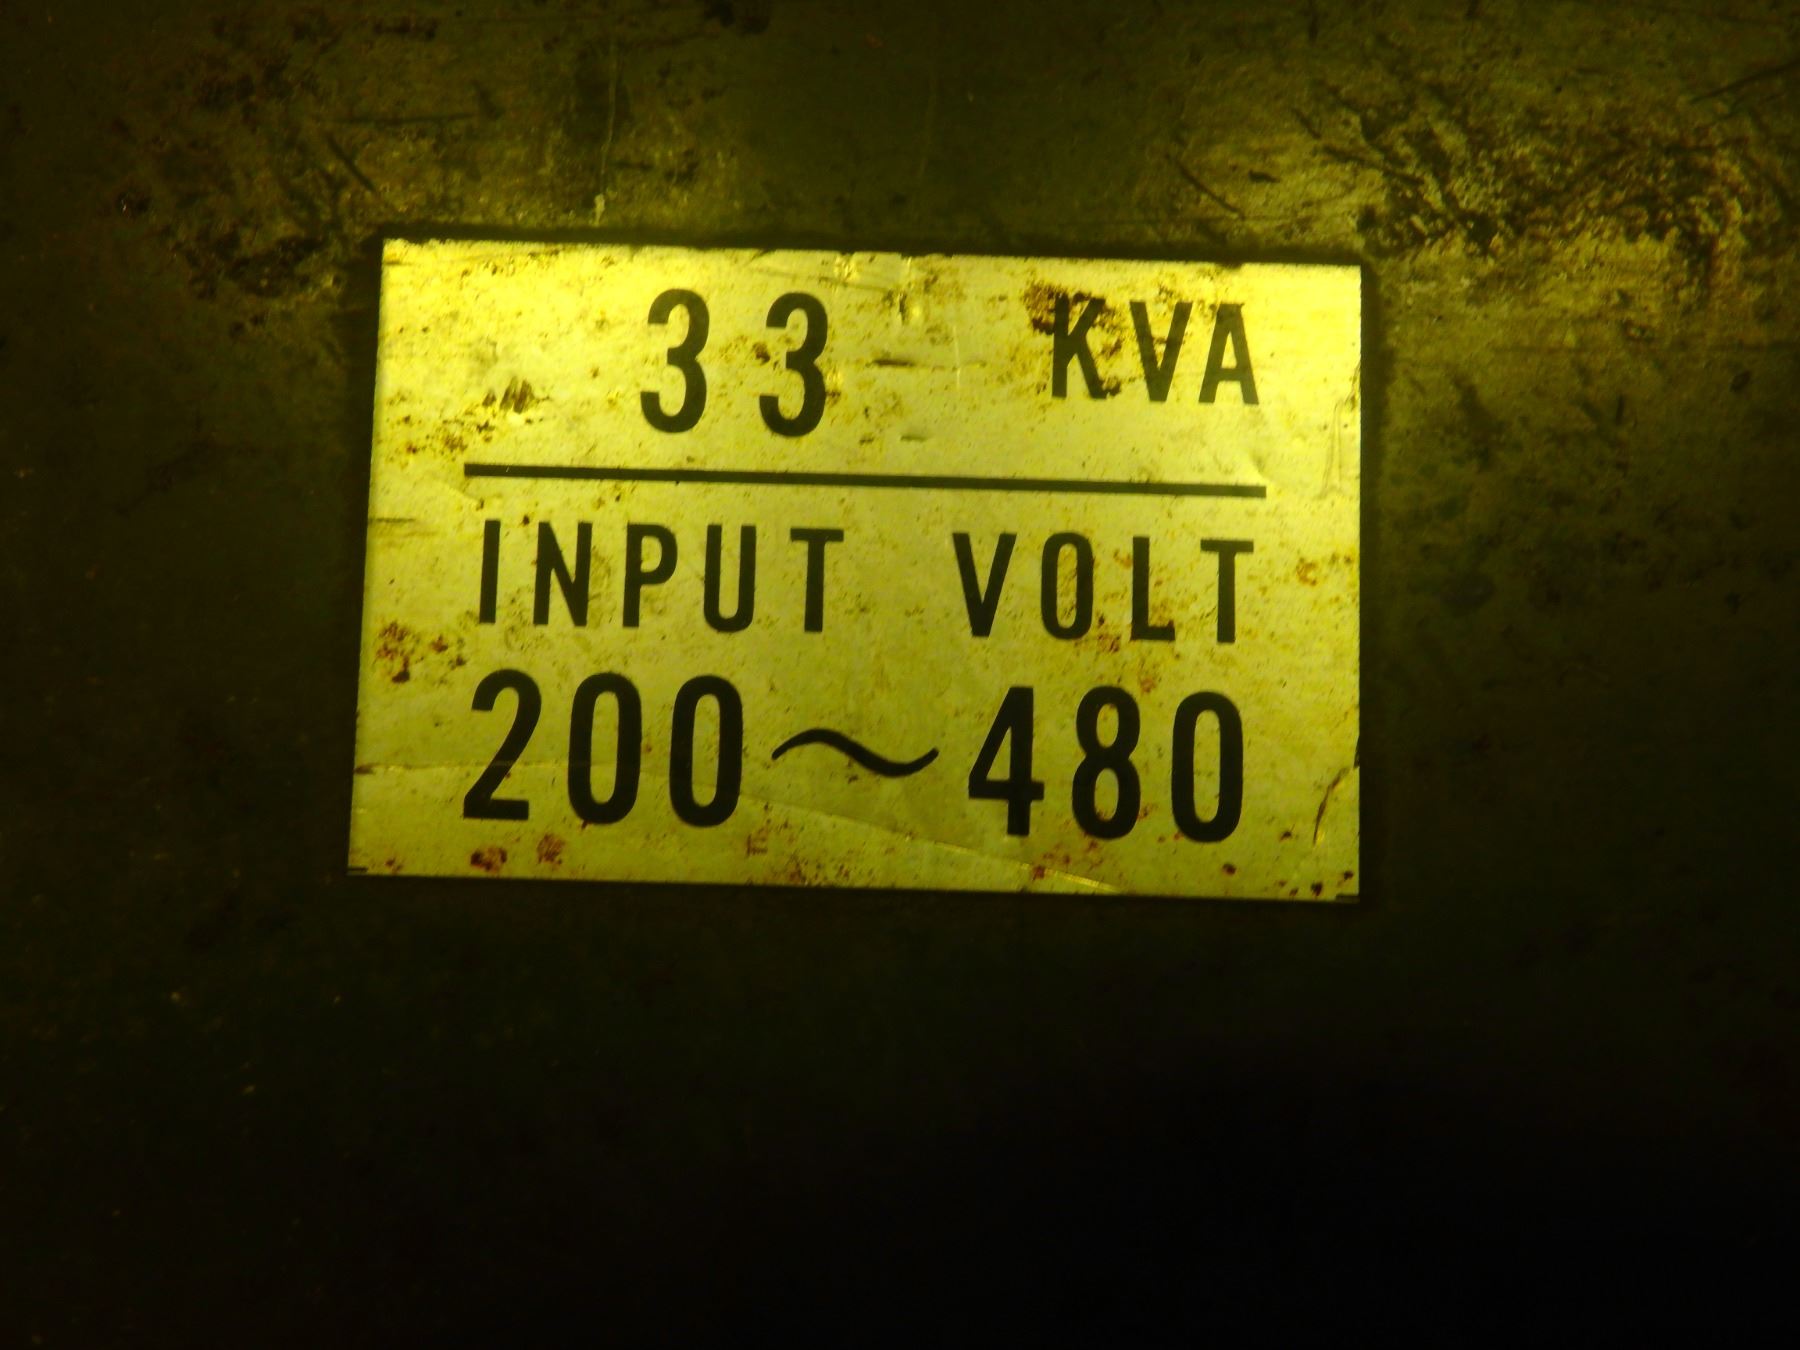 33 KVA
INPUT VOLT
200~480